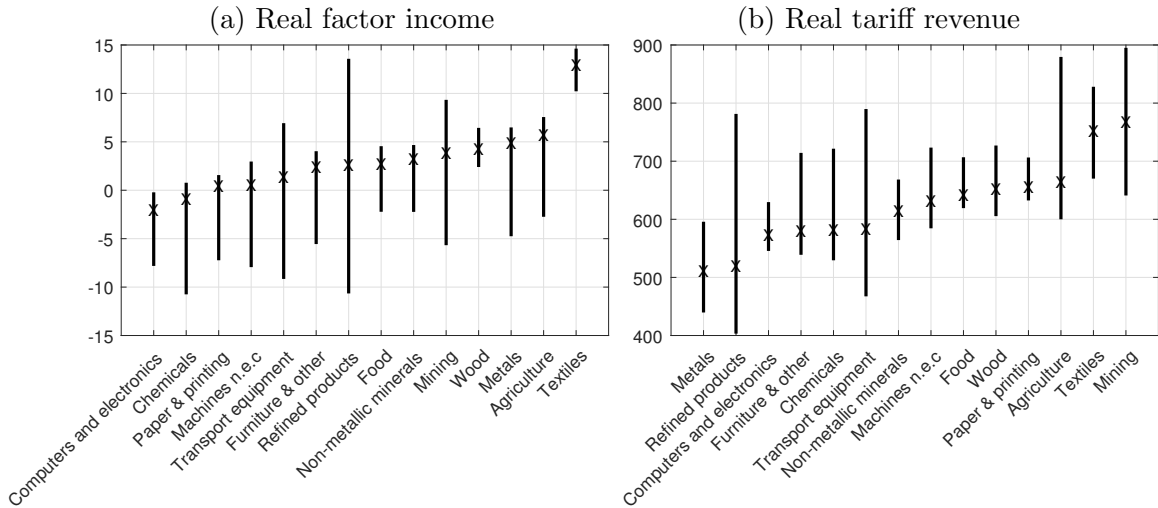 (a) Real factor income
15
10
5
0
-5
-10
-15
Computers and electronics
Chemicals
Paper & printing
Machines n.e.c
Transport equipment
Furniture & other
Refined products
Food
Non-metallic minerals
Mining
Wood
Metals
Agriculture
Textiles
(b) Real tariff revenue
900
800
700
600
500
400
Metals
Refined products
Computers and electronics
Furniture & other
Chemicals
Transport equipment
Non-metallic minerals
Machines n.e.c
Food
Wood
Paper & printing
Agriculture
Textiles
Mining